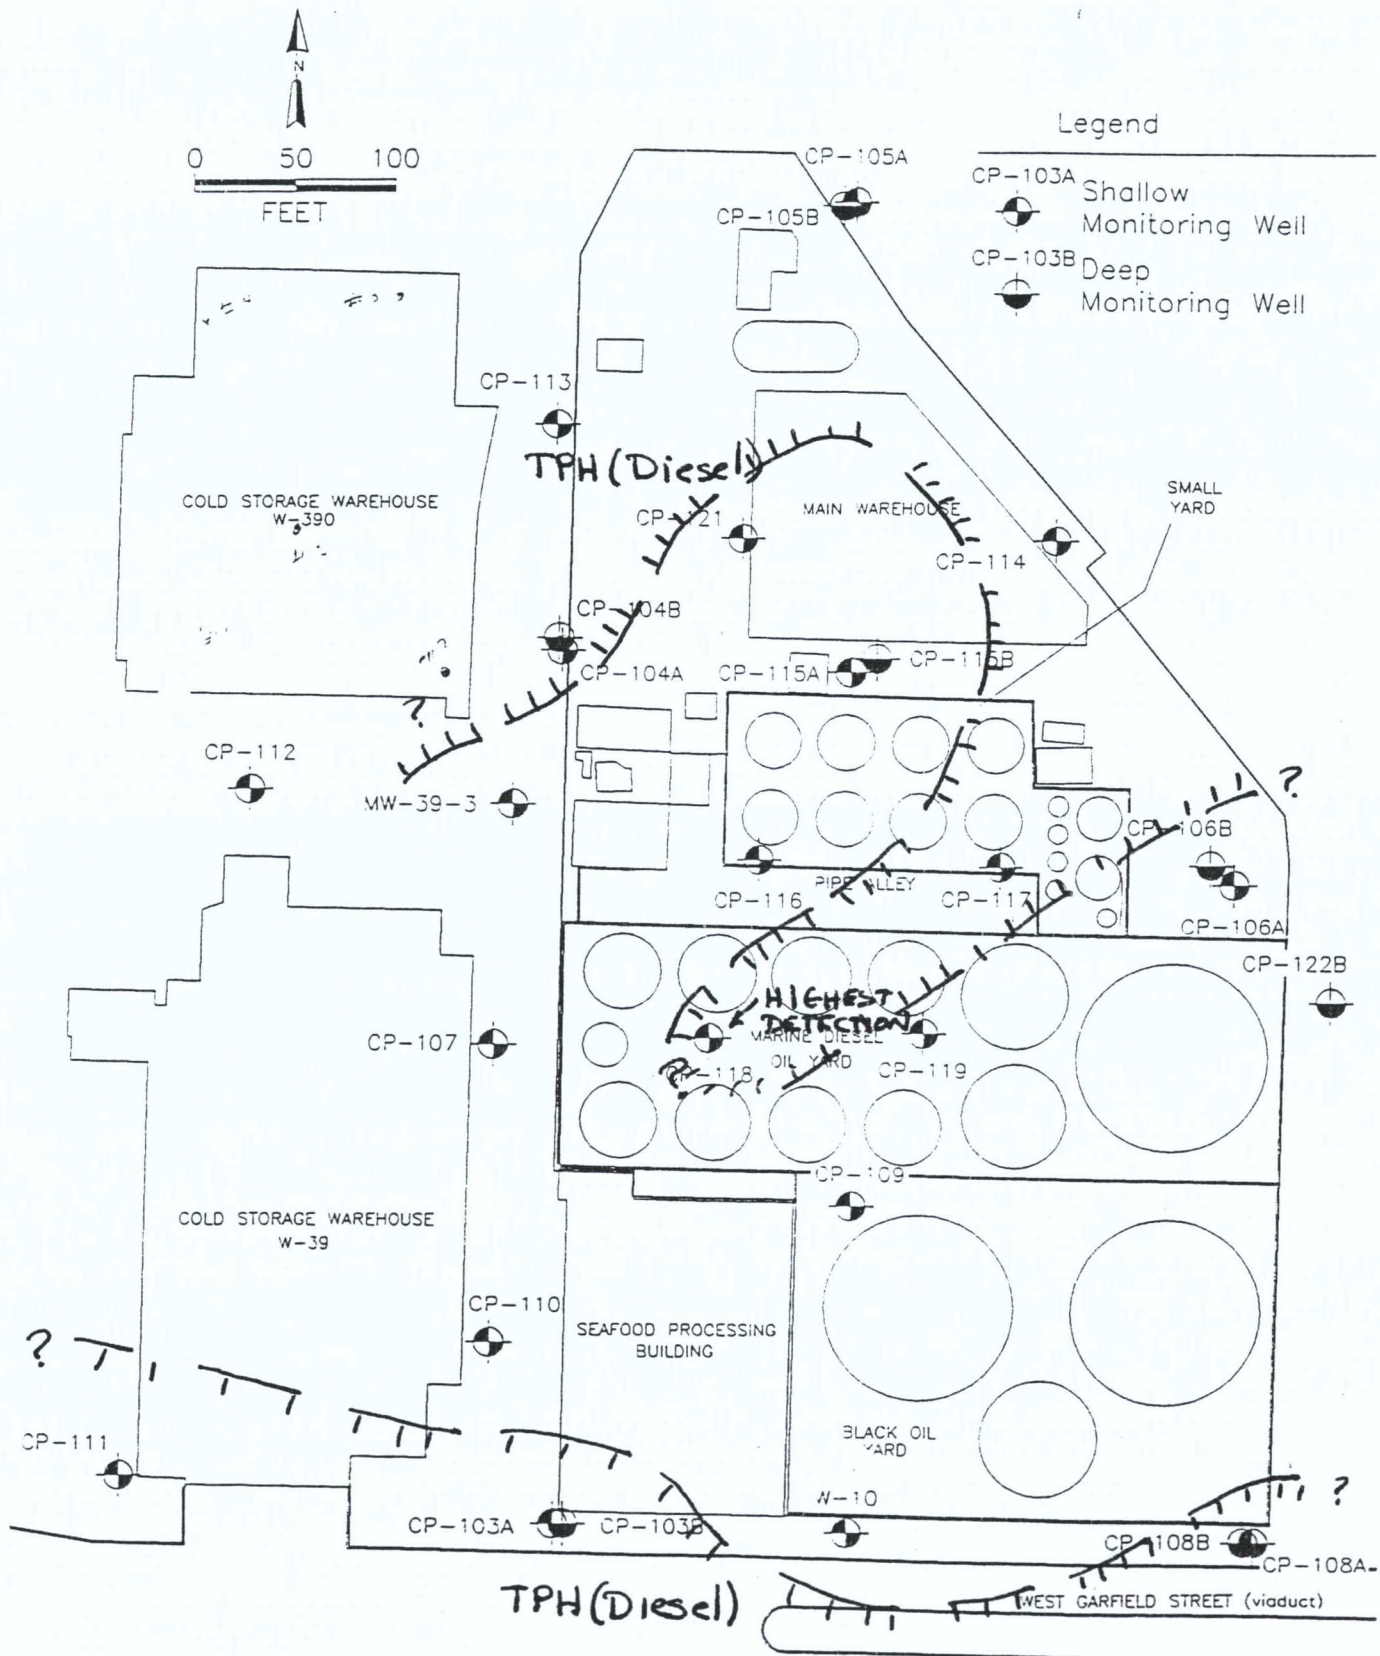 N
0 50 100
FEET
Legend
CP-103A Shallow
Monitoring Well
CP-103B Deep
Monitoring Well
CP-105A
CP-105B
CP-113
TPH (Diesel)
COLD STORAGE WAREHOUSE
W-390
CP-121
MAIN WAREHOUSE
SMALL
YARD
CP-114
CP-104B
CP-104A
CP-115A
CP-115B
?
CP-112
MW-39-3
?
CP-106B
PIPE ALLEY
CP-116
CP-117
CP-106A
CP-122B
HIGHEST
DETECTION
CP-107
MARINE DIESEL
OIL YARD
?
CP-118
CP-119
CP-109
COLD STORAGE WAREHOUSE
W-39
CP-110
SEAFOOD PROCESSING
BUILDING
?
BLACK OIL
YARD
CP-111
?
W-10
CP-103A
CP-103B
CP-108B
CP-108A
TPH (Diesel)
WEST GARFIELD STREET (viaduct)